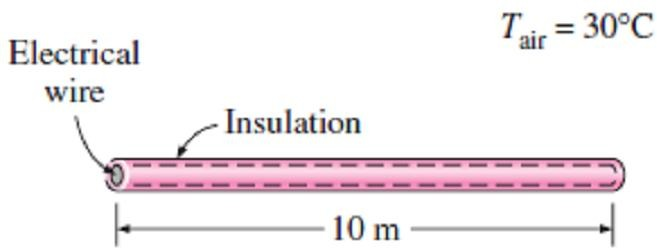 T_air = 30°C
Electrical
wire
Insulation
10 m